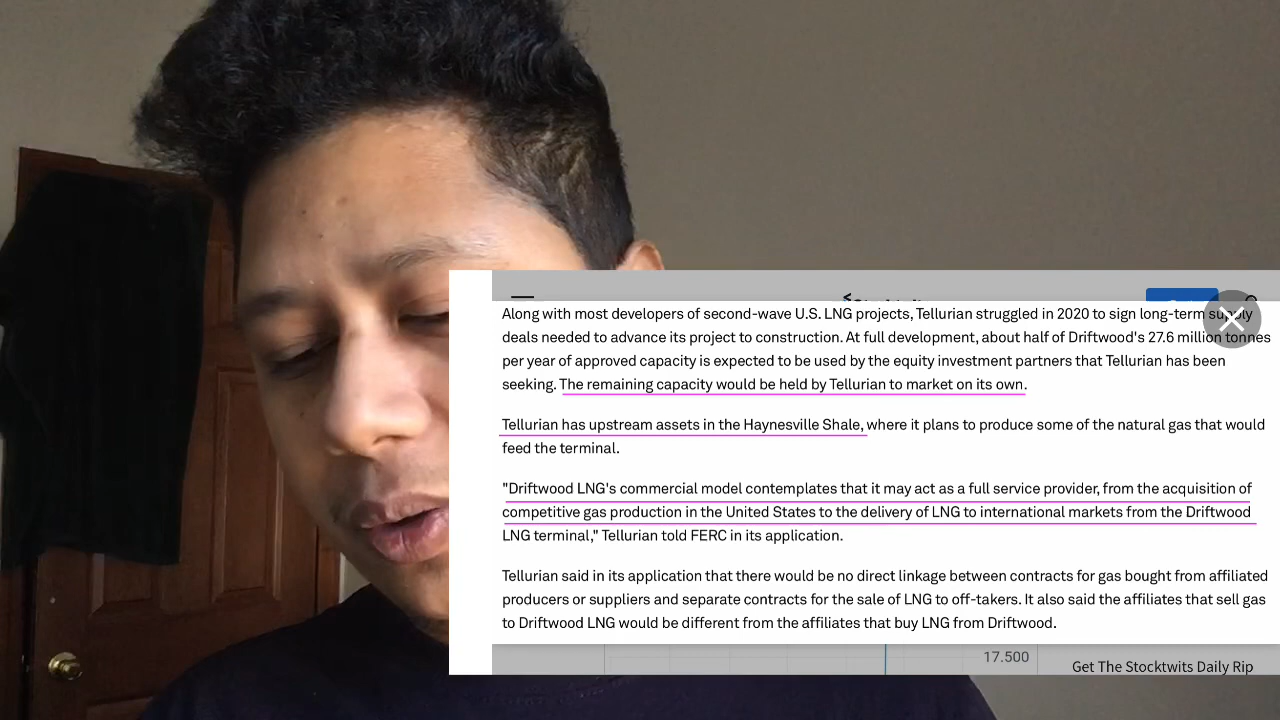 Along with most developers of second-wave U.S. LNG projects, Tellurian struggled in 2020 to sign long-term supply
deals needed to advance its project to construction. At full development, about half of Driftwood's 27.6 million tonnes
per year of approved capacity is expected to be used by the equity investment partners that Tellurian has been
seeking. The remaining capacity would be held by Tellurian to market on its own.
Tellurian has upstream assets in the Haynesville Shale, where it plans to produce some of the natural gas that would
feed the terminal.
"Driftwood LNG's commercial model contemplates that it may act as a full service provider, from the acquisition of
competitive gas production in the United States to the delivery of LNG to international markets from the Driftwood
LNG terminal," Tellurian told FERC in its application.
Tellurian said in its application that there would be no direct linkage between contracts for gas bought from affiliated
producers or suppliers and separate contracts for the sale of LNG to off-takers. It also said the affiliates that sell gas
to Driftwood LNG would be different from the affiliates that buy LNG from Driftwood.
17.500
Get The Stocktwits Daily Rip